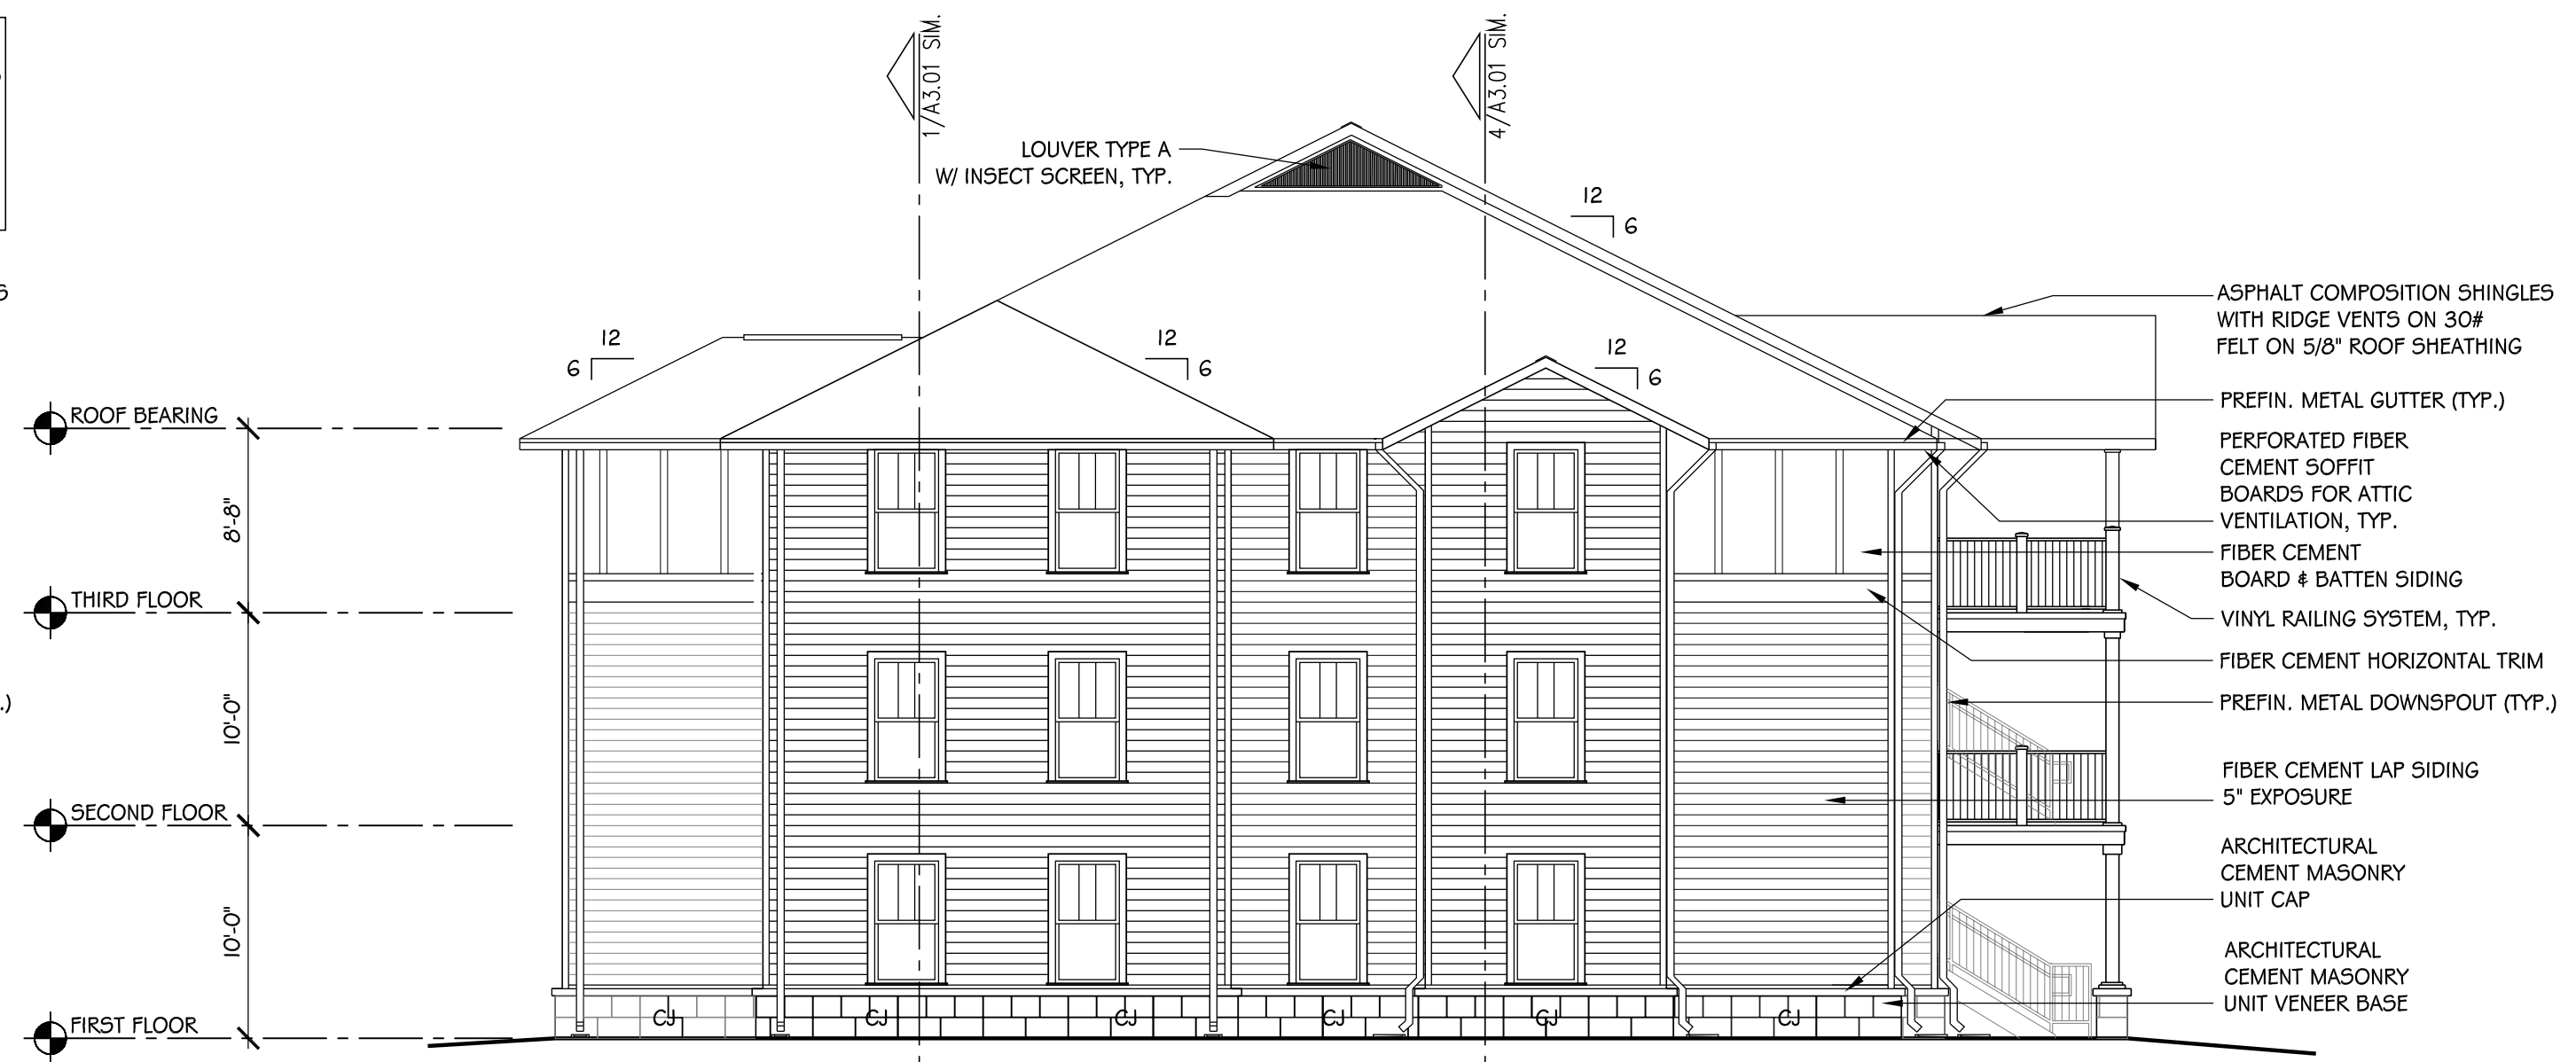 1/A3.01 SIM.
4/A3.01 SIM.
LOUVER TYPE A
W/ INSECT SCREEN, TYP.
12
6
12
6
12
6
12
6
ASPHALT COMPOSITION SHINGLES
WITH RIDGE VENTS ON 30#
FELT ON 5/8" ROOF SHEATHING
PREFIN. METAL GUTTER (TYP.)
PERFORATED FIBER
CEMENT SOFFIT
BOARDS FOR ATTIC
VENTILATION, TYP.
FIBER CEMENT
BOARD & BATTEN SIDING
VINYL RAILING SYSTEM, TYP.
FIBER CEMENT HORIZONTAL TRIM
PREFIN. METAL DOWNSPOUT (TYP.)
FIBER CEMENT LAP SIDING
5" EXPOSURE
ARCHITECTURAL
CEMENT MASONRY
UNIT CAP
ARCHITECTURAL
CEMENT MASONRY
UNIT VENEER BASE
ROOF BEARING
8'-8"
THIRD FLOOR
10'-0"
SECOND FLOOR
10'-0"
FIRST FLOOR
CJ
CJ
CJ
CJ
CJ
CJ
S
.)